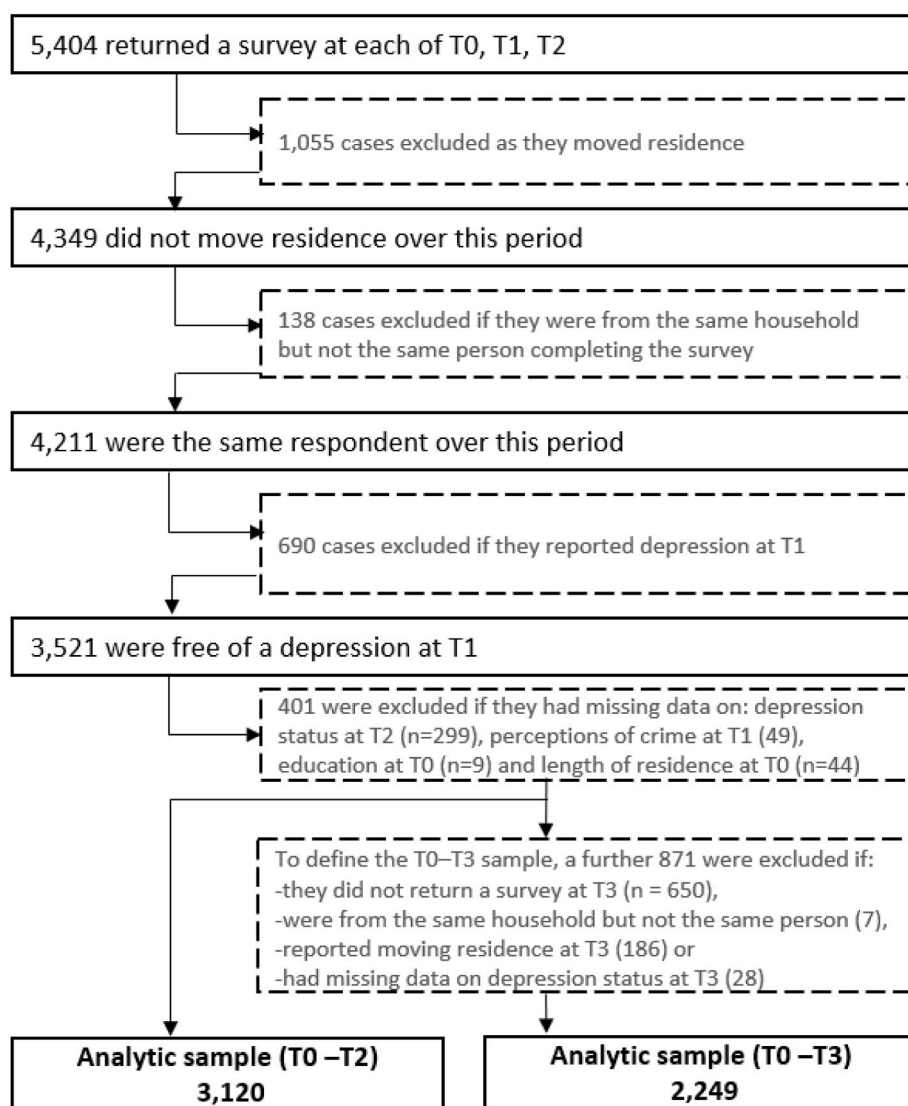 5,404 returned a survey at each of T0, T1, T2
1,055 cases excluded as they moved residence
4,349 did not move residence over this period
138 cases excluded if they were from the same household
but not the same person completing the survey
4,211 were the same respondent over this period
690 cases excluded if they reported depression at T1
3,521 were free of a depression at T1
401 were excluded if they had missing data on: depression
status at T2 (n=299), perceptions of crime at T1 (49),
education at T0 (n=9) and length of residence at T0 (n=44)
To define the T0–T3 sample, a further 871 were excluded if:
-they did not return a survey at T3 (n = 650),
-were from the same household but not the same person (7),
-reported moving residence at T3 (186) or
-had missing data on depression status at T3 (28)
Analytic sample (T0 –T2)
3,120
Analytic sample (T0 –T3)
2,249